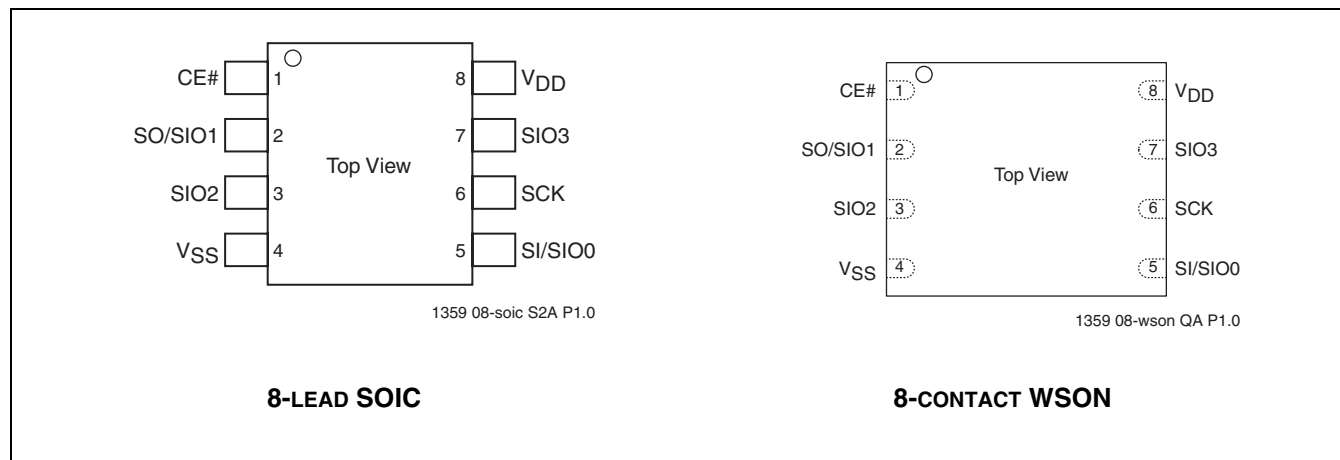 CE# 1 8 VDD
SO/SIO1 2 7 SIO3
Top View
SIO2 3 6 SCK
VSS 4 5 SI/SIO0
1359 08-soic S2A P1.0
8-LEAD SOIC
CE# 1 8 VDD
SO/SIO1 2 7 SIO3
Top View
SIO2 3 6 SCK
VSS 4 5 SI/SIO0
1359 08-wson QA P1.0
8-CONTACT WSON